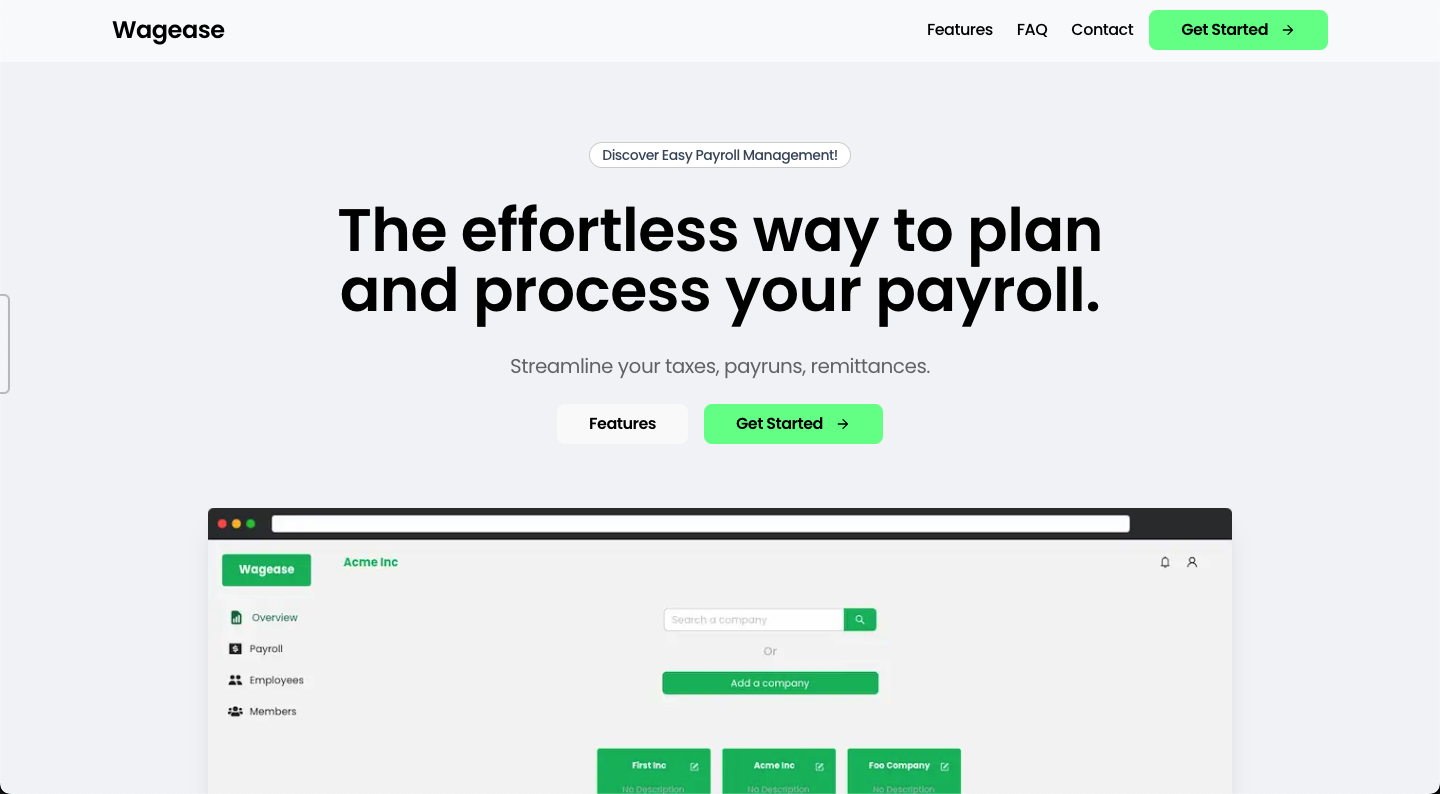 Wagease
Features
FAQ
Contact
Get Started
Discover Easy Payroll Management!
The effortless way to plan
and process your payroll.
Streamline your taxes, payruns, remittances.
Features
Get Started
Wagease
Acme Inc
Overview
Payroll
Employees
Members
Search a company
Or
Add a company
First Inc
Acme Inc
Foo Company
No Description
No Description
No Description